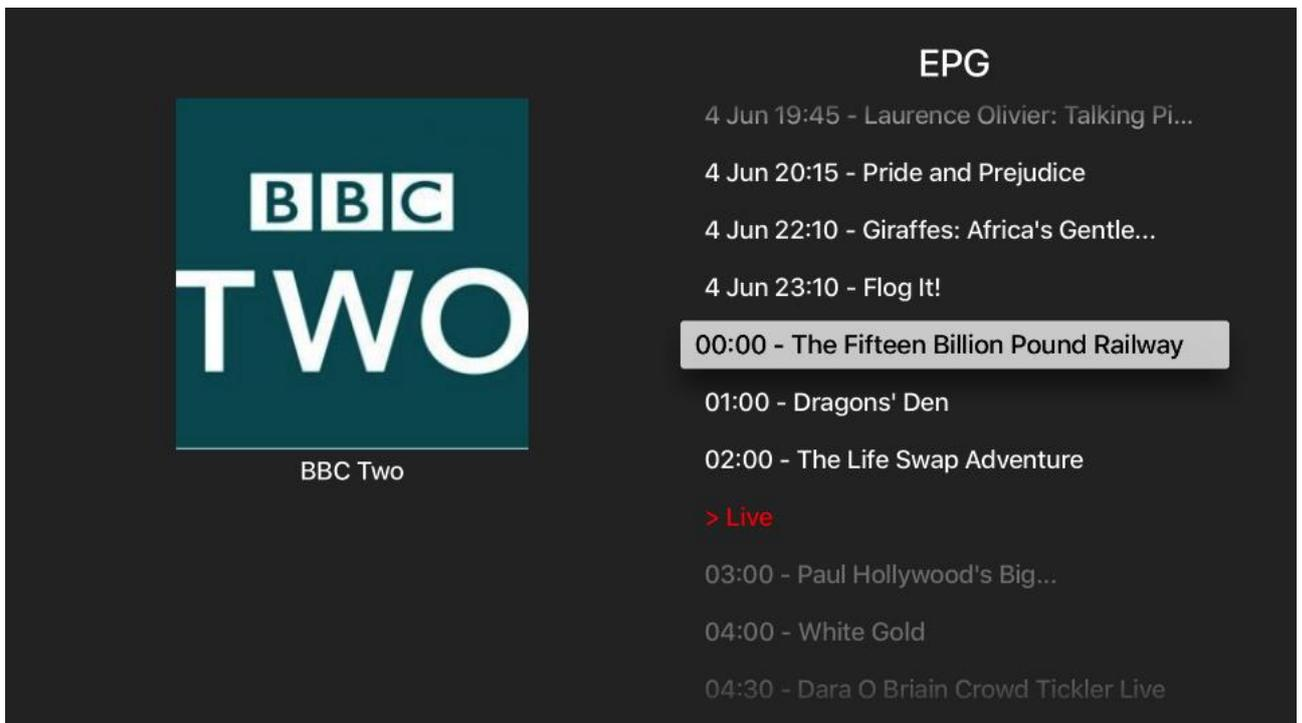 BBC
TWO
BBC Two
EPG
4 Jun 19:45 - Laurence Olivier: Talking Pi...
4 Jun 20:15 - Pride and Prejudice
4 Jun 22:10 - Giraffes: Africa's Gentle...
4 Jun 23:10 - Flog It!
00:00 - The Fifteen Billion Pound Railway
01:00 - Dragons' Den
02:00 - The Life Swap Adventure
> Live
03:00 - Paul Hollywood's Big...
04:00 - White Gold
04:30 - Dara O Briain Crowd Tickler Live